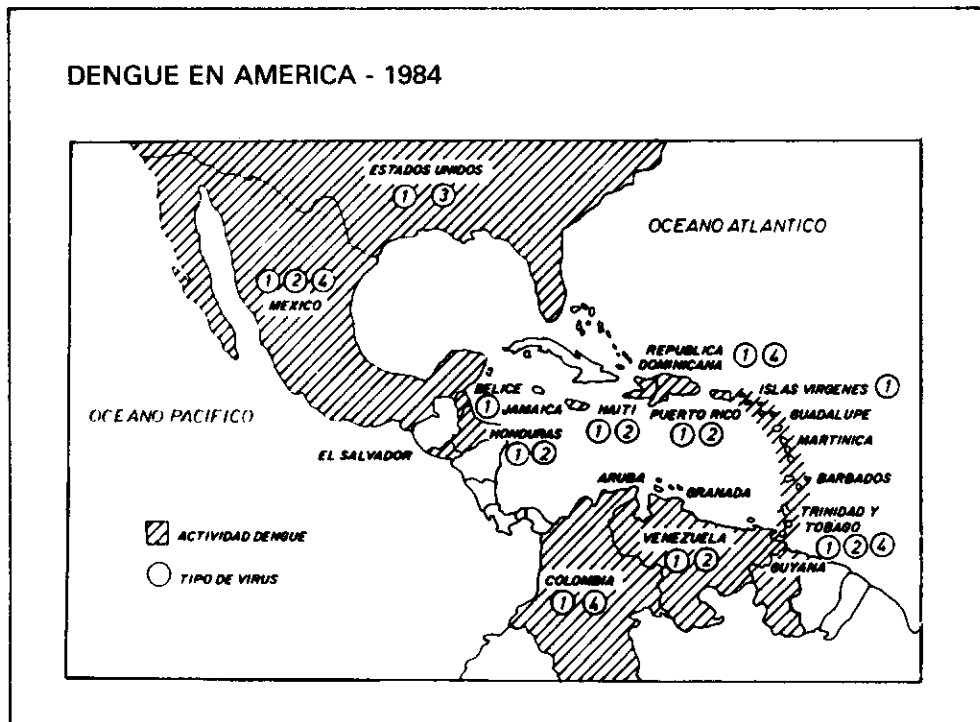 DENGUE EN AMERICA - 1984
ESTADOS UNIDOS
1 3
OCEANO ATLANTICO
1 2 4
MEXICO
REPUBLICA
DOMINICANA
1 4
ISLAS VIRGENES 1
BELICE
1
JAMAICA
HAITI
1 2
PUERTO RICO
1 2
GUADALUPE
OCEANO PACIFICO
MARTINICA
HONDURAS
1 2
EL SALVADOR
ARUBA
GRANADA
BARBADOS
TRINIDAD Y
TOBAGO
1 2 4
VENEZUELA
1 2
GUYANA
COLOMBIA
1 4
ACTIVIDAD DENGUE
TIPO DE VIRUS